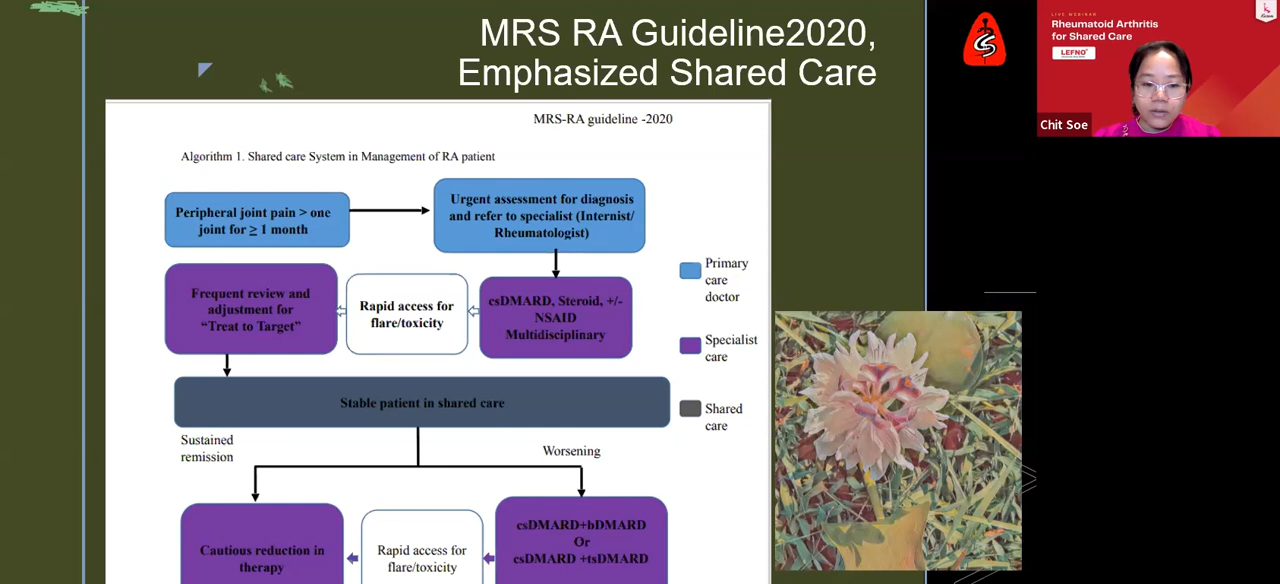 MRS RA Guideline2020,
Emphasized Shared Care
MRS-RA guideline -2020
Algorithm 1. Shared care System in Management of RA patient
Peripheral joint pain > one
joint for ≥ 1 month
Urgent assessment for diagnosis
and refer to specialist (Internist/
Rheumatologist)
Frequent review and
adjustment for
“Treat to Target”
Rapid access for
flare/toxicity
csDMARD, Steroid, +/-
NSAID
Multidisciplinary
Primary
care
doctor
Specialist
care
Shared
care
Stable patient in shared care
Sustained
remission
Worsening
Cautious reduction in
therapy
Rapid access for
flare/toxicity
csDMARD+bDMARD
Or
csDMARD +tsDMARD
LIVE WEBINAR
Rheumatoid Arthritis
for Shared Care
LEFNO
Chit Soe